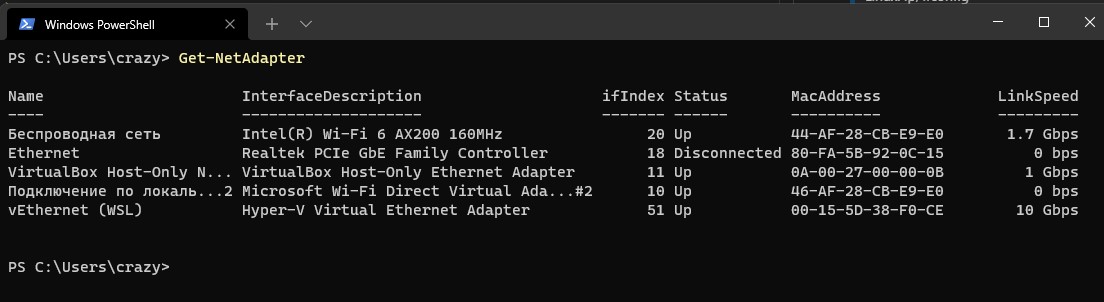 Windows PowerShell
PS C:\Users\crazy> Get-NetAdapter
Name InterfaceDescription ifIndex Status MacAddress LinkSpeed
---- -------------------- ------- ------ ---------- ---------
Беспроводная сеть Intel(R) Wi-Fi 6 AX200 160MHz 20 Up 44-AF-28-CB-E9-E0 1.7 Gbps
Ethernet Realtek PCIe GbE Family Controller 18 Disconnected 80-FA-5B-92-0C-15 0 bps
VirtualBox Host-Only N... VirtualBox Host-Only Ethernet Adapter 11 Up 0A-00-27-00-00-0B 1 Gbps
Подключение по локаль...2 Microsoft Wi-Fi Direct Virtual Ada...#2 10 Up 46-AF-28-CB-E9-E0 0 bps
vEthernet (WSL) Hyper-V Virtual Ethernet Adapter 51 Up 00-15-5D-38-F0-CE 10 Gbps
PS C:\Users\crazy>